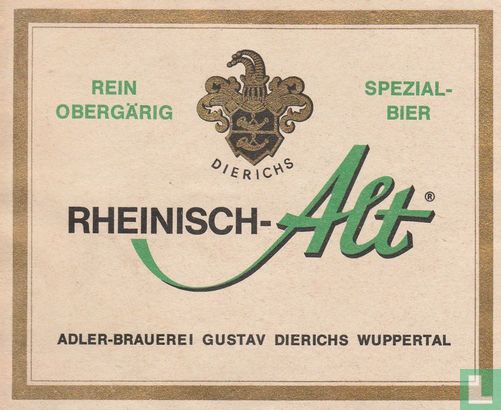 REIN
OBERGÄRIG
SPEZIAL-
BIER
DIERICHS
RHEINISCH-Alt®
ADLER-BRAUEREI GUSTAV DIERICHS WUPPERTAL
L